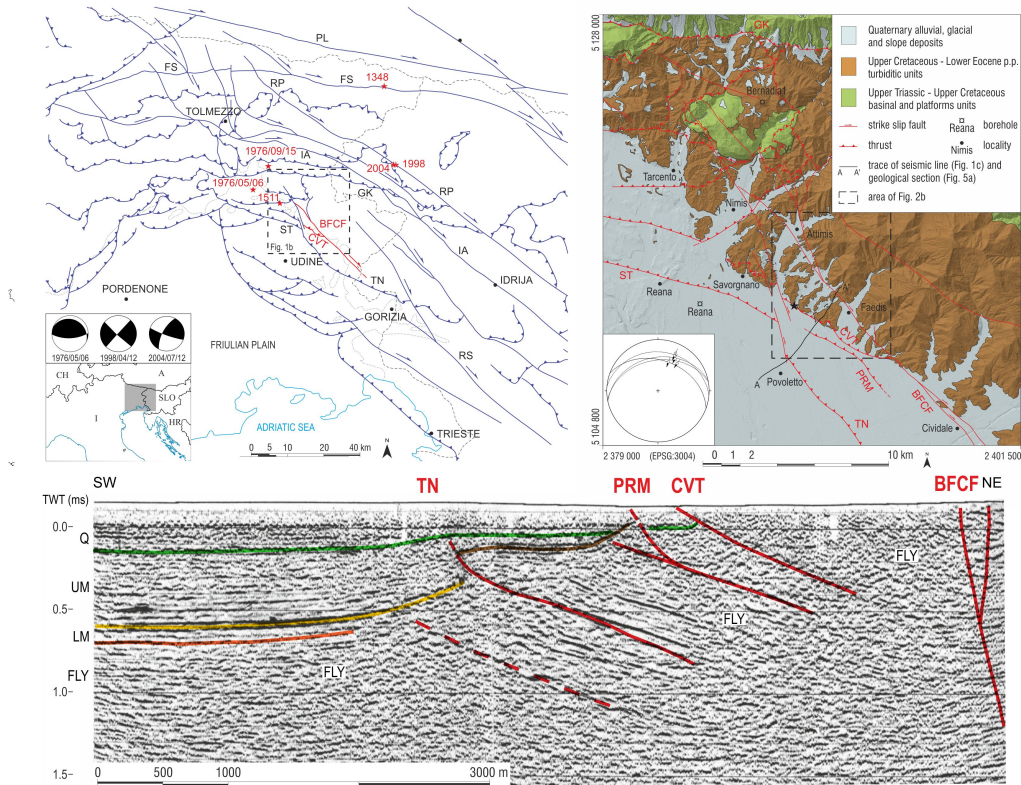 PL
FS
FS
1348
RP
TOLMEZZO
1976/09/15
IA
2004
1998
1976/05/06
GK
RP
1511
BFCF
ST
CVT
IA
Fig. 1b
UDINE
TN
IDRIJA
PORDENONE
GORIZIA
FRIULIAN PLAIN
RS
1976/05/06
1998/04/12
2004/07/12
CH
A
SLO
I
HR
ADRIATIC SEA
TRIESTE
0 5 10 20 30 40 km
N
5 128 000
GK
Bernadia
Tarcento
Nimis
Attimis
ST
Reana
Savorgnano
Reana
A'
Faedis
CVT
PRM
A
Povoletto
BFCF
TN
Cividale
5 104 800
2 379 000 (EPSG:3004)
0 1 2 10 km
N
2 401 500
Quaternary alluvial, glacial
and slope deposits
Upper Cretaceous - Lower Eocene p.p.
turbiditic units
Upper Triassic - Upper Cretaceous
basinal and platforms units
strike slip fault
Reana
borehole
thrust
Nimis
locality
A A'
trace of seismic line (Fig. 1c) and
geological section (Fig. 5a)
area of Fig. 2b
SW
TN
PRM
CVT
BFCF
NE
TWT (ms)
0.0
Q
FLY
UM
0.5
FLY
LM
FLY
FLY
1.0
1.5
0 500 1000 3000 m